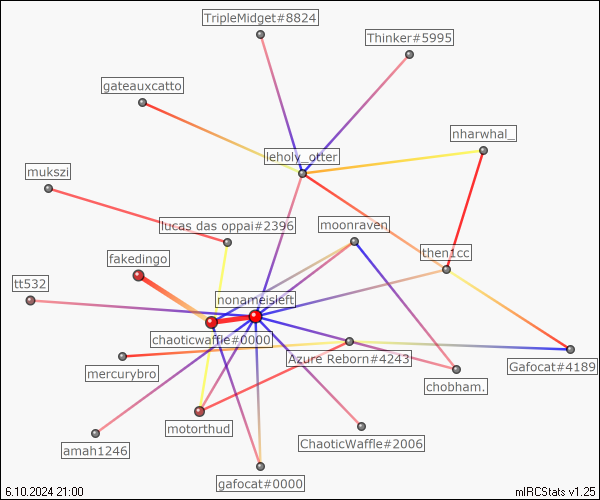 TripleMidget#8824
Thinker#5995
gateauxcatto
nharwhal_
leholy_otter
mukszi
lucas das oppai#2396
moonraven
then1cc
fakedingo
tt532
nonameisleft
chaoticwaffle#0000
Azure Reborn#4243
Gafocat#4189
mercurybro
chobham.
motorthud
amah1246
ChaoticWaffle#2006
gafocat#0000
6.10.2024 21:00
mIRCStats v1.25